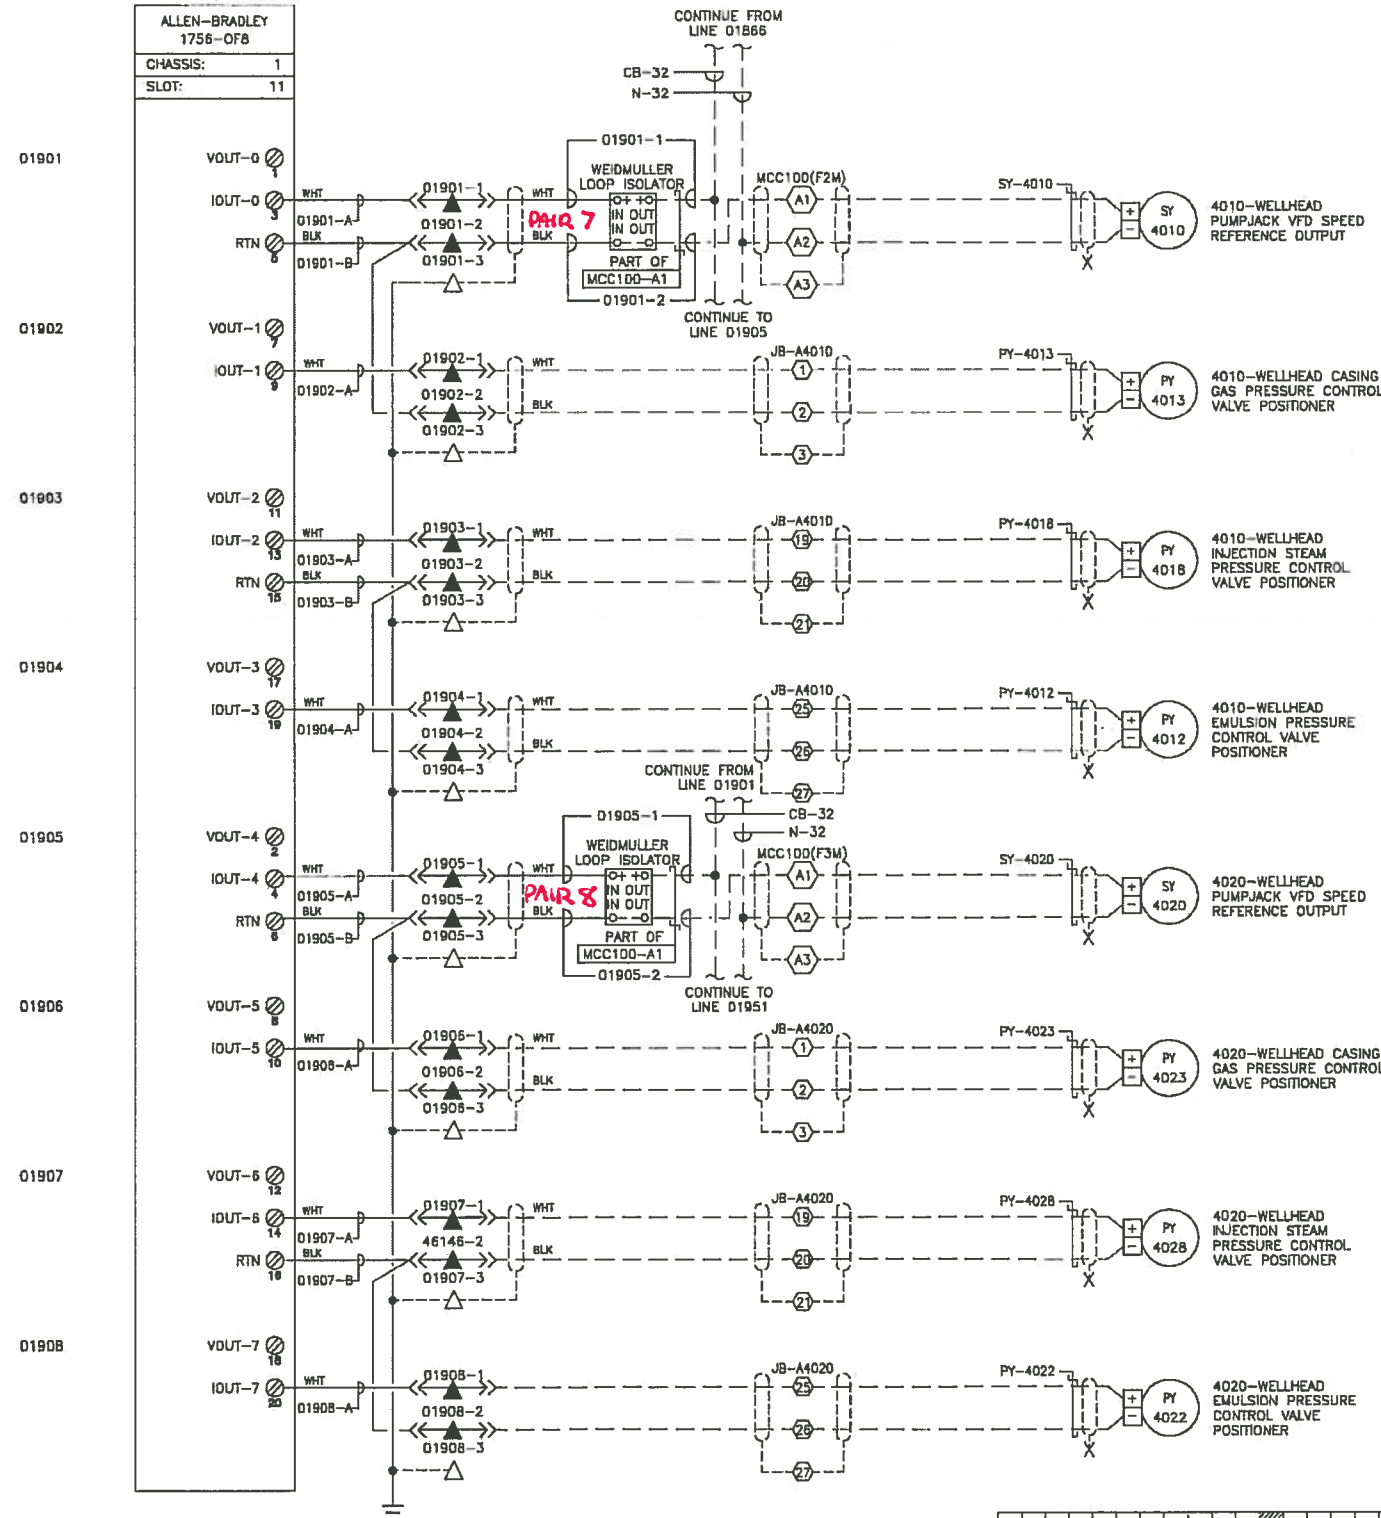 ALLEN-BRADLEY
1756-OF8
CHASSIS: 1
SLOT: 11
CONTINUE FROM
LINE 01866
CB-32
N-32
01901
VOUT-0
1
IOUT-0
3
WHT
01901-A
RTN
5
BLK
01901-B
01901-1
01901-2
01901-3
WHT
PAIR 7
BLK
01901-1
WEIDMULLER
LOOP ISOLATOR
+ +
IN OUT
IN OUT
- -
PART OF
MCC100-A1
01901-2
CONTINUE TO
LINE 01905
MCC100(F2M)
A1
A2
A3
SY-4010
X
+
-
SY
4010
4010-WELLHEAD
PUMPJACK VFD SPEED
REFERENCE OUTPUT
01902
VOUT-1
7
IOUT-1
9
WHT
01902-A
01902-1
01902-2
01902-3
WHT
BLK
JB-A4010
1
2
3
PY-4013
X
+
-
PY
4013
4010-WELLHEAD CASING
GAS PRESSURE CONTROL
VALVE POSITIONER
01903
VOUT-2
11
IOUT-2
13
WHT
01903-A
RTN
15
BLK
01903-B
01903-1
01903-2
01903-3
WHT
BLK
JB-A4010
19
20
21
PY-4018
X
+
-
PY
4018
4010-WELLHEAD
INJECTION STEAM
PRESSURE CONTROL
VALVE POSITIONER
01904
VOUT-3
17
IOUT-3
19
WHT
01904-A
01904-1
01904-2
01904-3
WHT
BLK
JB-A4010
25
26
27
PY-4012
X
+
-
PY
4012
4010-WELLHEAD
EMULSION PRESSURE
CONTROL VALVE
POSITIONER
CONTINUE FROM
LINE 01901
CB-32
N-32
01905
VOUT-4
2
IOUT-4
4
WHT
01905-A
RTN
6
BLK
01905-B
01905-1
01905-2
01905-3
WHT
PAIR 8
BLK
01905-1
WEIDMULLER
LOOP ISOLATOR
+ +
IN OUT
IN OUT
- -
PART OF
MCC100-A1
01905-2
CONTINUE TO
LINE 01951
MCC100(F3M)
A1
A2
A3
SY-4020
X
+
-
SY
4020
4020-WELLHEAD
PUMPJACK VFD SPEED
REFERENCE OUTPUT
01906
VOUT-5
8
IOUT-5
10
WHT
01906-A
01906-1
01906-2
01906-3
WHT
BLK
JB-A4020
1
2
3
PY-4023
X
+
-
PY
4023
4020-WELLHEAD CASING
GAS PRESSURE CONTROL
VALVE POSITIONER
01907
VOUT-6
12
IOUT-6
14
WHT
01907-A
RTN
16
BLK
01907-B
01907-1
46146-2
01907-3
WHT
BLK
JB-A4020
19
20
21
PY-4028
X
+
-
PY
4028
4020-WELLHEAD
INJECTION STEAM
PRESSURE CONTROL
VALVE POSITIONER
01908
VOUT-7
18
IOUT-7
20
WHT
01908-A
01908-1
01908-2
01908-3
JB-A4020
25
26
27
PY-4022
X
+
-
PY
4022
4020-WELLHEAD
EMULSION PRESSURE
CONTROL VALVE
POSITIONER